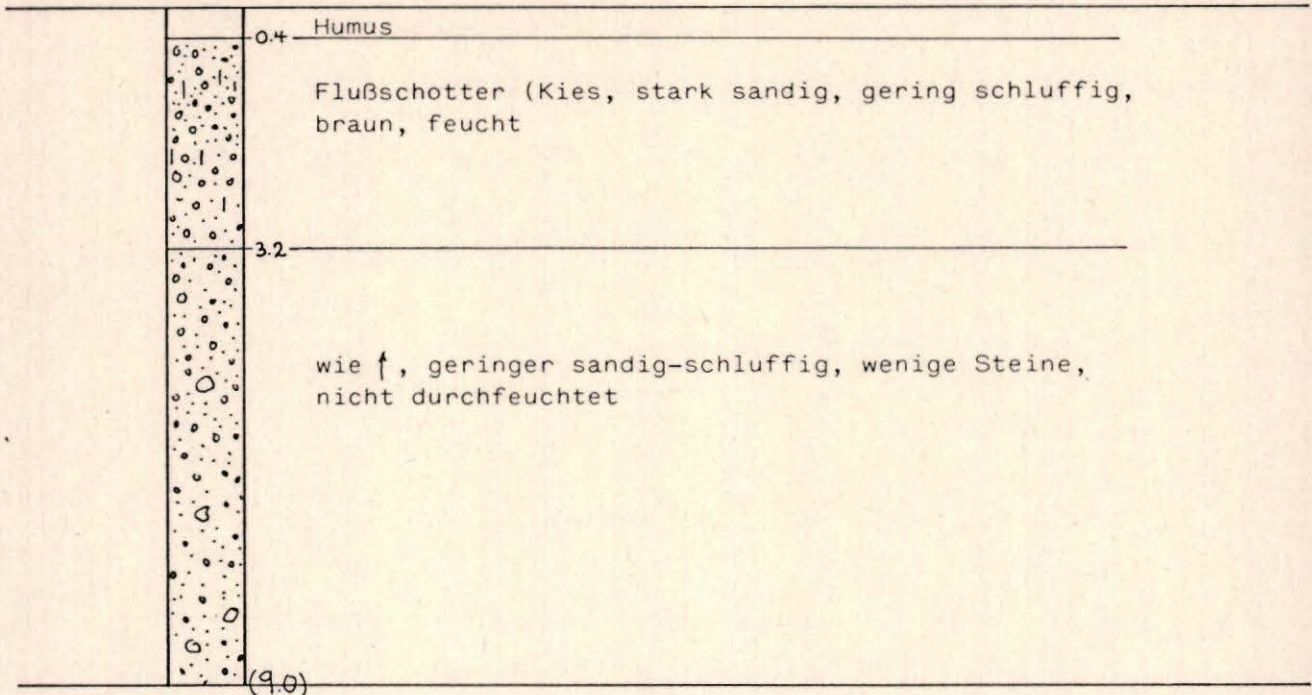 Humus
0.4
Flußschotter (Kies, stark sandig, gering schluffig,
braun, feucht
3.2
wie ↑, geringer sandig-schluffig, wenige Steine,
nicht durchfeuchtet
(9.0)